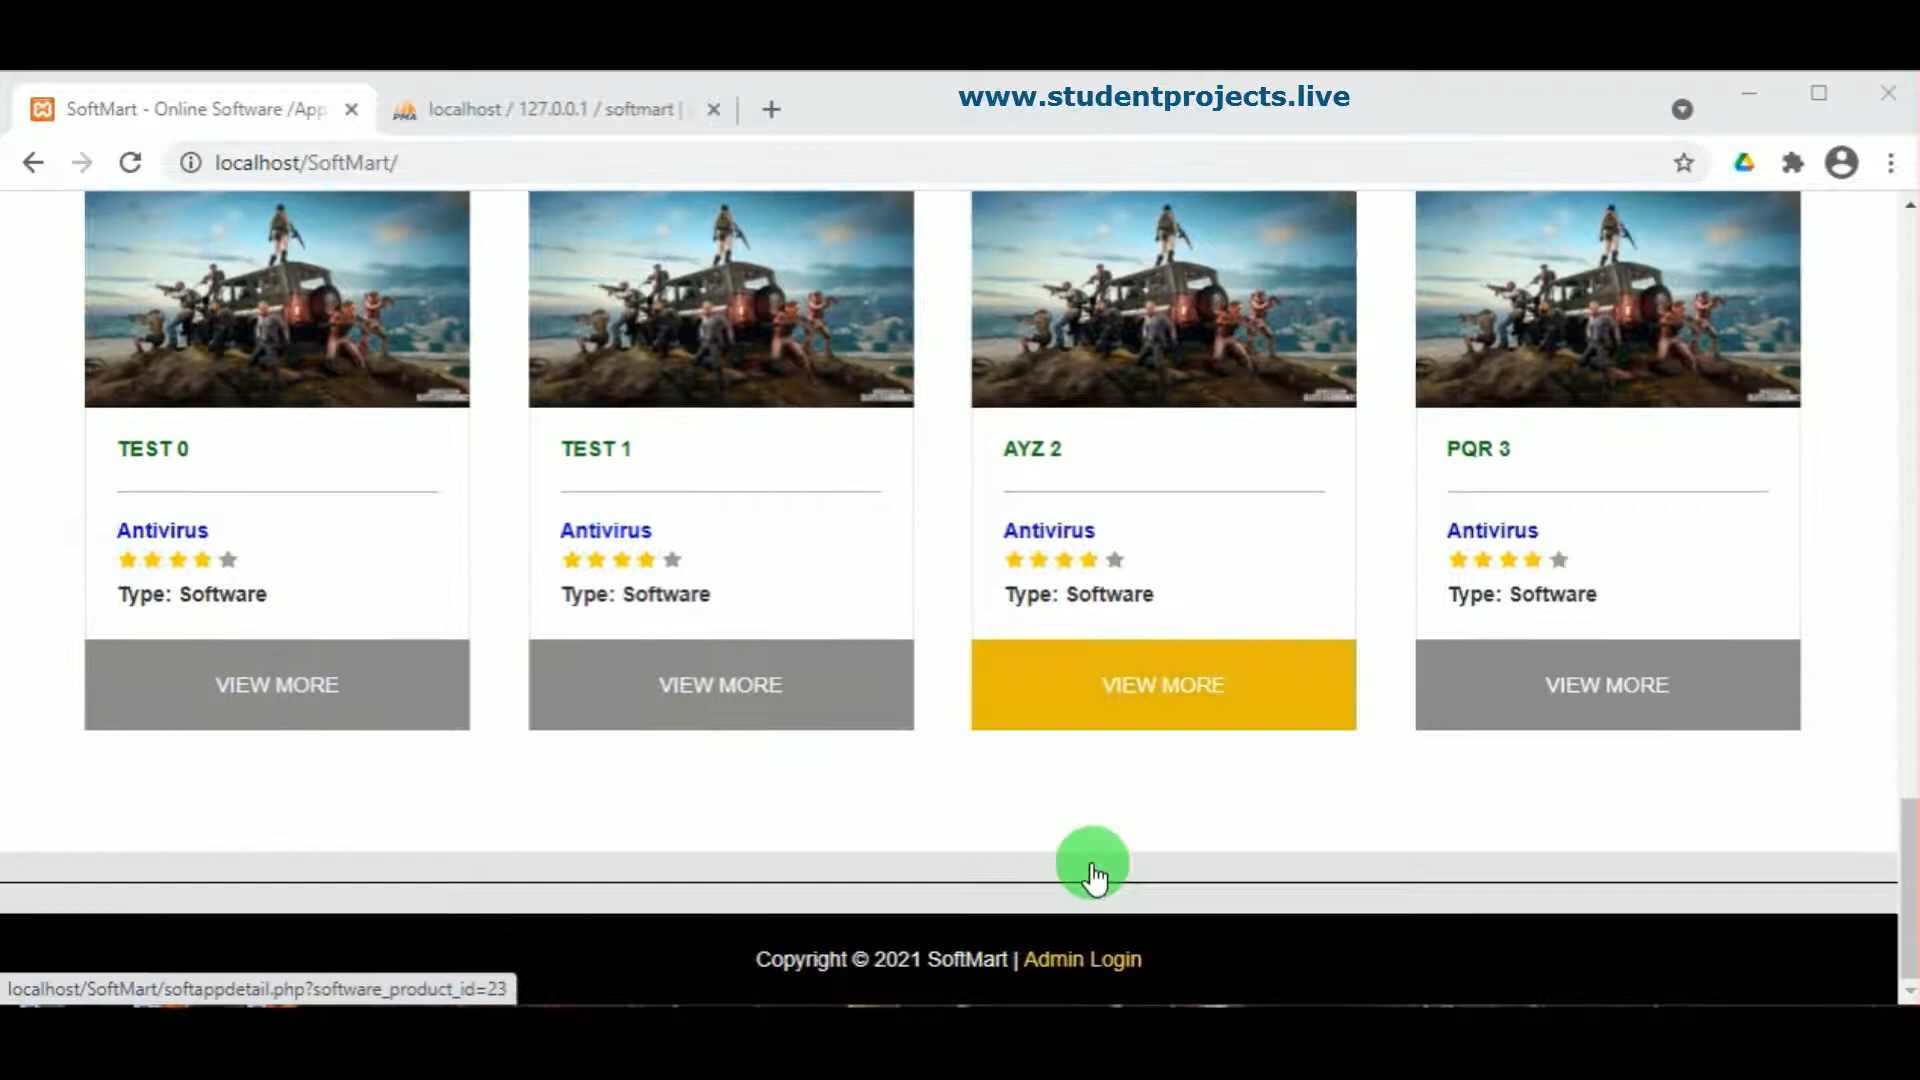 www.studentprojects.live
SoftMart - Online Software /App
localhost / 127.0.0.1 / softmart |
localhost/SoftMart/
TEST 0
TEST 1
AYZ 2
PQR 3
Antivirus
Antivirus
Antivirus
Antivirus
Type: Software
Type: Software
Type: Software
Type: Software
VIEW MORE
VIEW MORE
VIEW MORE
VIEW MORE
Copyright © 2021 SoftMart | Admin Login
localhost/SoftMart/softappdetail.php?software_product_id=23